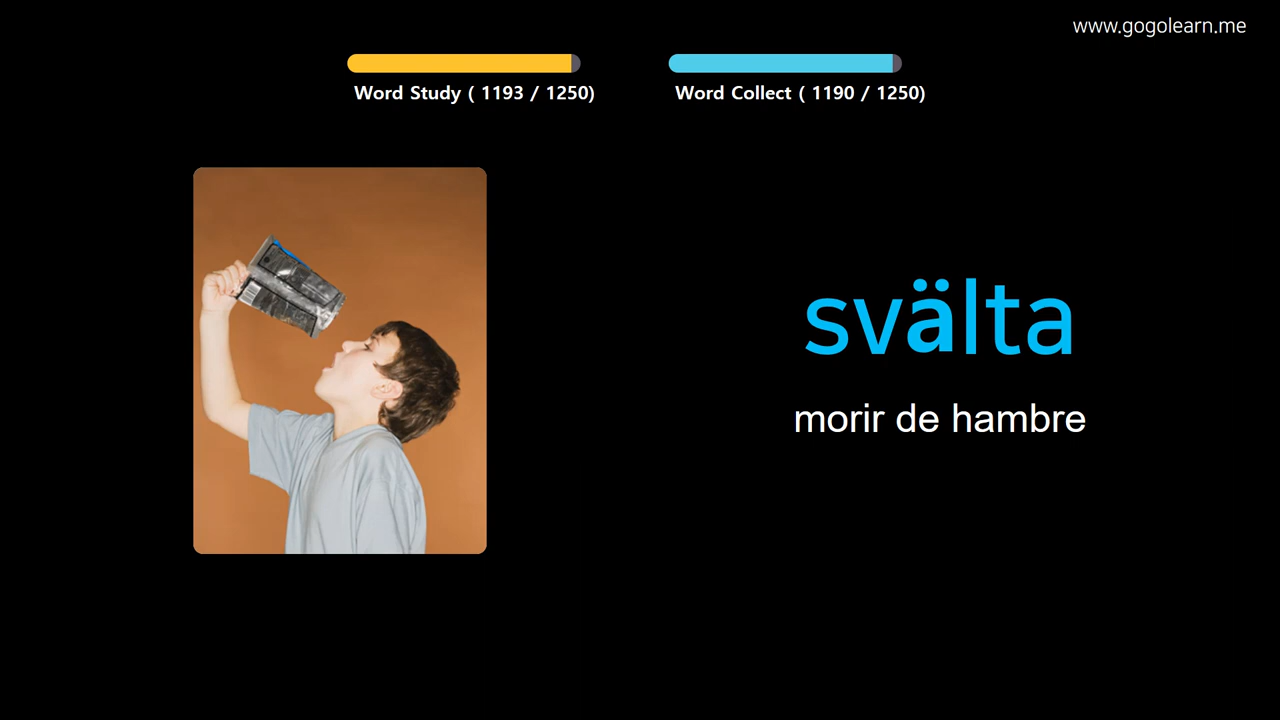 www.gogolearn.me
Word Study ( 1193 / 1250)
Word Collect ( 1190 / 1250)
svälta
morir de hambre